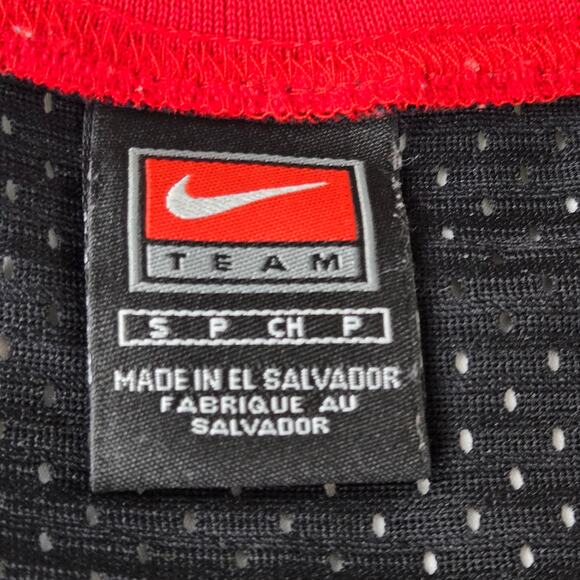 TEAM
S P CH P
MADE IN EL SALVADOR
FABRIQUE AU
SALVADOR